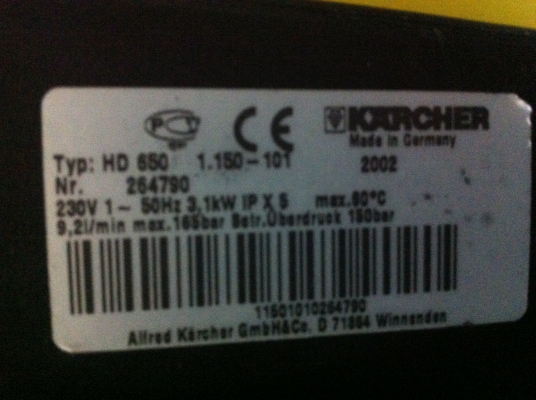 CE KÄRCHER
Made in Germany
Typ: HD 650 1.150-101 2002
Nr. 264790
230V 1~ 50Hz 3,1kW IP X 5 max.60°C
9,2l/min max.165bar Betr.Überdruck 150bar
11501010264790
Alfred Kärcher GmbH&Co. D 71364 Winnenden